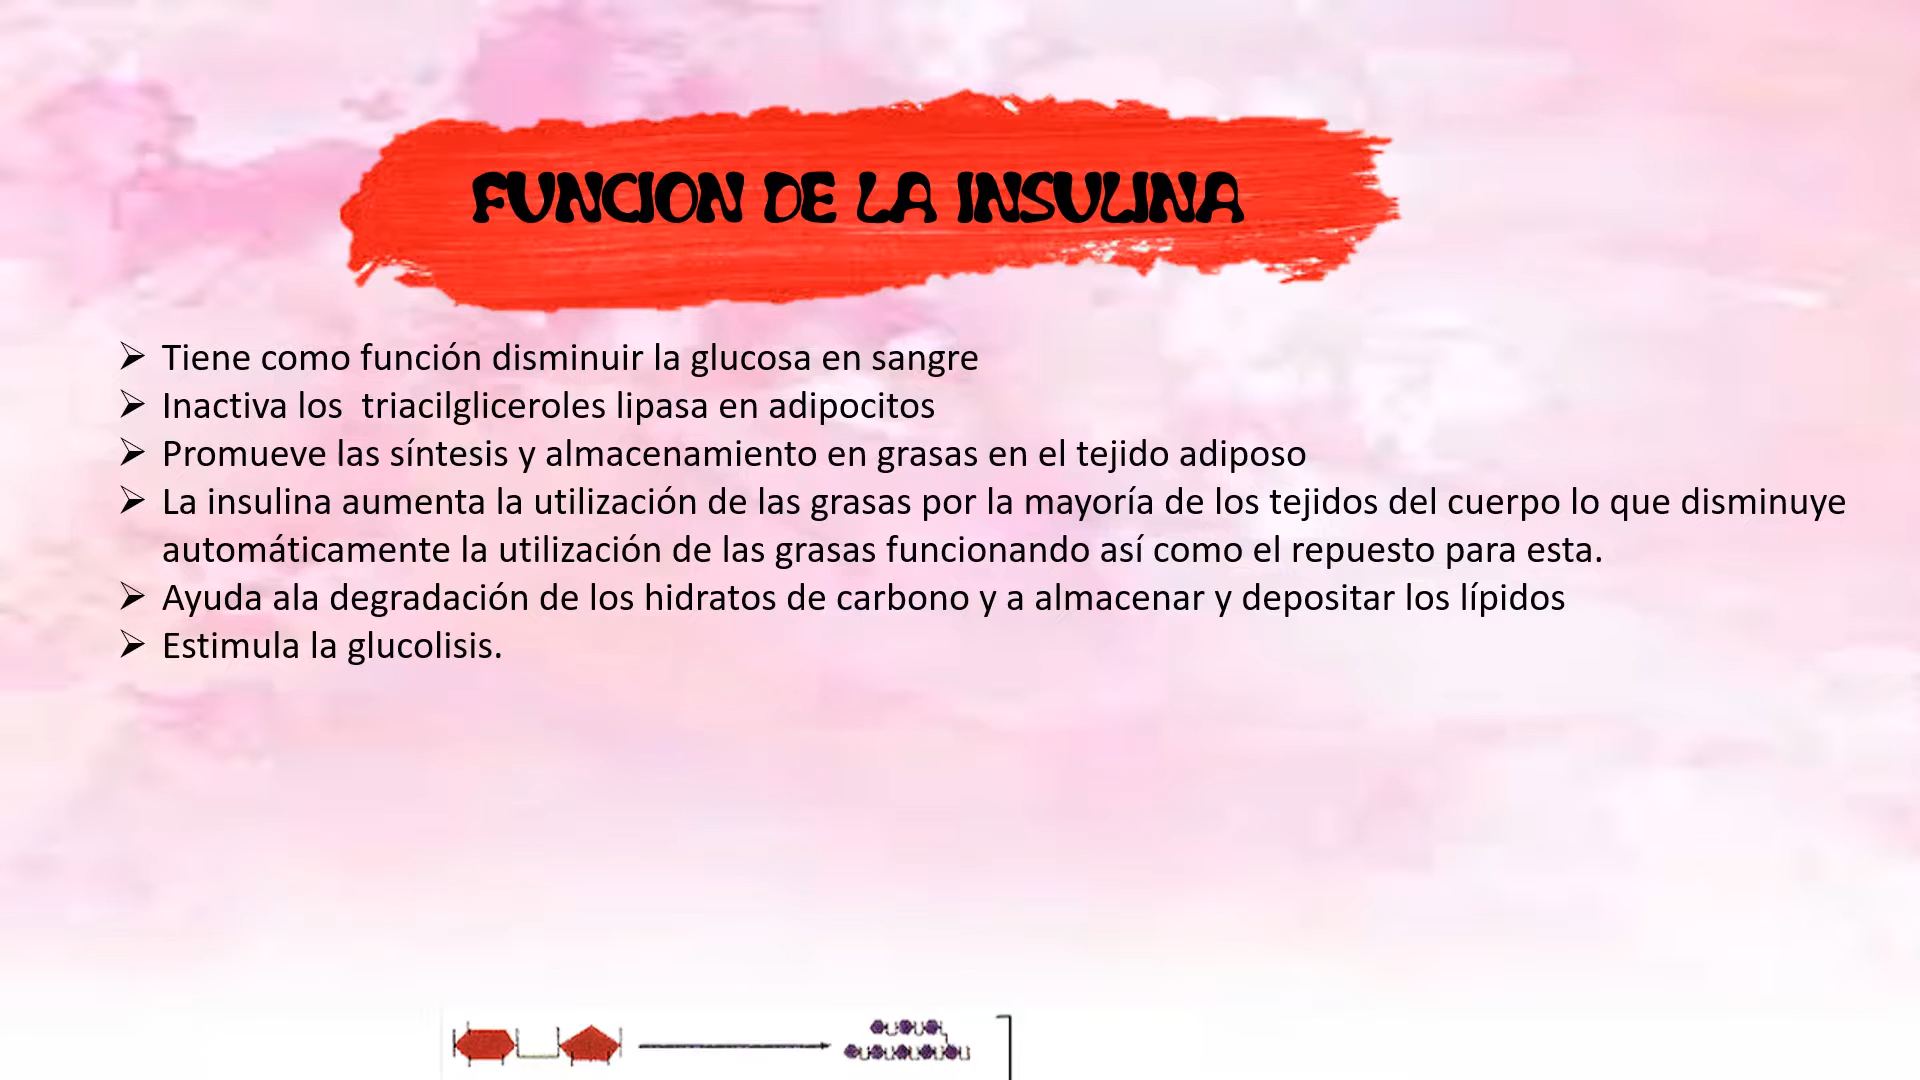 FUNCION DE LA INSULINA
➢ Tiene como función disminuir la glucosa en sangre
➢ Inactiva los  triacilgliceroles lipasa en adipocitos
➢ Promueve las síntesis y almacenamiento en grasas en el tejido adiposo
➢ La insulina aumenta la utilización de las grasas por la mayoría de los tejidos del cuerpo lo que disminuye
automáticamente la utilización de las grasas funcionando así como el repuesto para esta.
➢ Ayuda ala degradación de los hidratos de carbono y a almacenar y depositar los lípidos
➢ Estimula la glucolisis.